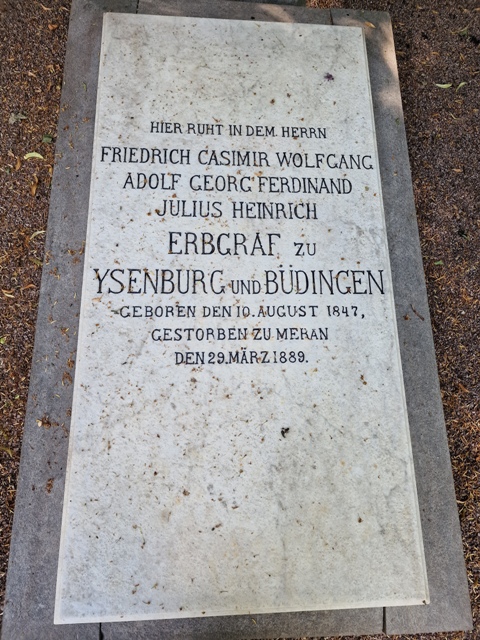 HIER RUHT IN DEM HERRN
FRIEDRICH CASIMIR WOLFGANG
ADOLF GEORG FERDINAND
JULIUS HEINRICH
ERBGRAF ZU
YSENBURG UND BÜDINGEN
GEBOREN DEN 10. AUGUST 1847,
GESTORBEN ZU MERAN
DEN 29. MÄRZ 1889.